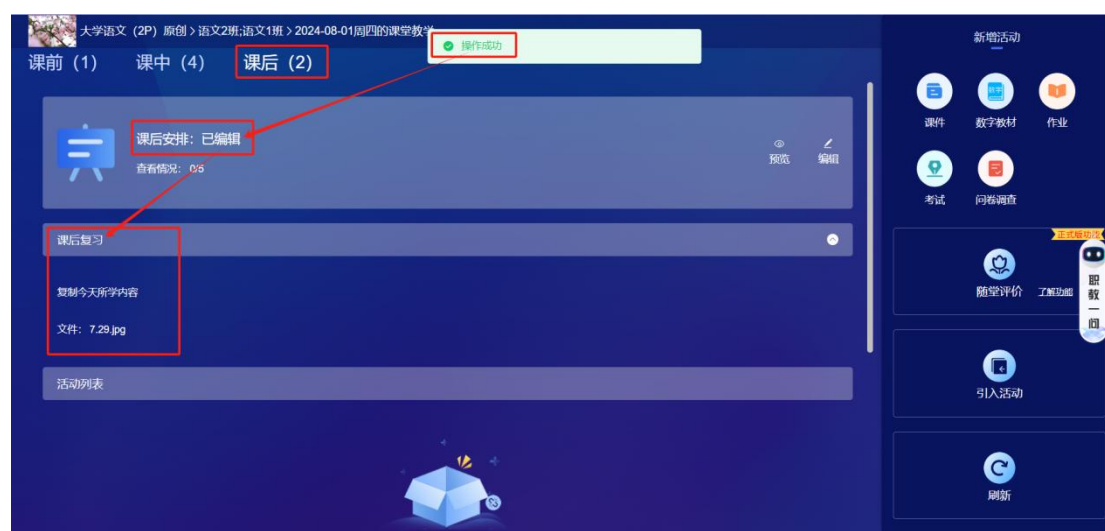 大学语文（2P）原创 > 语文2班;语文1班 > 2024-08-01周四的课堂教学
操作成功
课前（1） 课中（4） 课后（2）
课后安排：已编辑
查看情况：0/5
预览 编辑
课后复习
复制今天所学内容
文件：7.29.jpg
活动列表
新增活动
课件 数字教材 作业
考试 问卷调查
正式版功能
随堂评价 了解功能
职教一问
引入活动
刷新